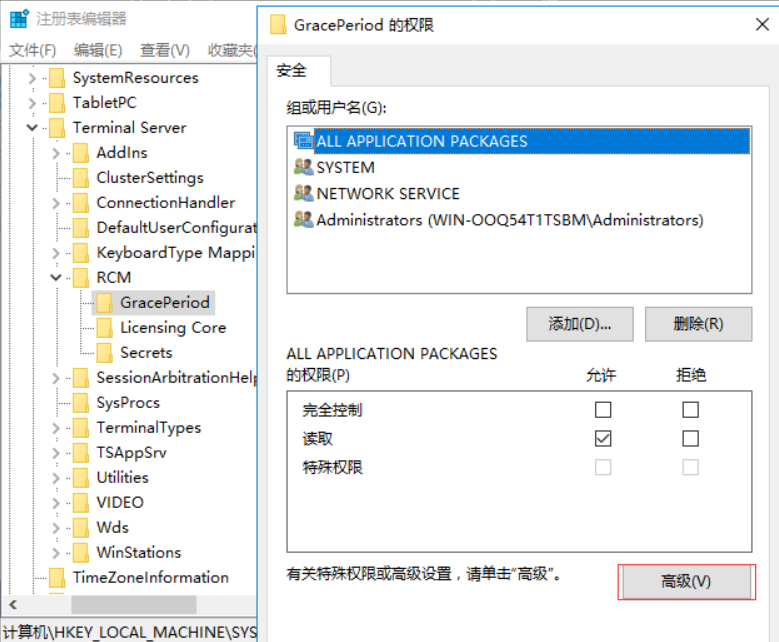 注册表编辑器
文件(F) 编辑(E) 查看(V) 收藏夹(
SystemResources
TabletPC
Terminal Server
AddIns
ClusterSettings
ConnectionHandler
DefaultUserConfigurat
KeyboardType Mappi
RCM
GracePeriod
Licensing Core
Secrets
SessionArbitrationHelp
SysProcs
TerminalTypes
TSAppSrv
Utilities
VIDEO
Wds
WinStations
TimeZoneInformation
计算机\HKEY_LOCAL_MACHINE\SYS
GracePeriod 的权限
安全
组或用户名(G):
ALL APPLICATION PACKAGES
SYSTEM
NETWORK SERVICE
Administrators (WIN-OOQ54T1TSBM\Administrators)
添加(D)... 删除(R)
ALL APPLICATION PACKAGES
的权限(P) 允许 拒绝
完全控制
读取
特殊权限
有关特殊权限或高级设置，请单击“高级”。
高级(V)